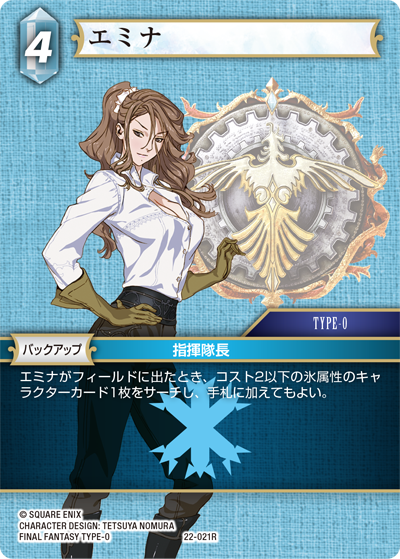 4
エミナ
TYPE-0
バックアップ
指揮隊長
エミナがフィールドに出たとき、コスト2以下の氷属性のキャ
ラクターカード1枚をサーチし、手札に加えてもよい。
© SQUARE ENIX
CHARACTER DESIGN: TETSUYA NOMURA
FINAL FANTASY TYPE-0
22-021R